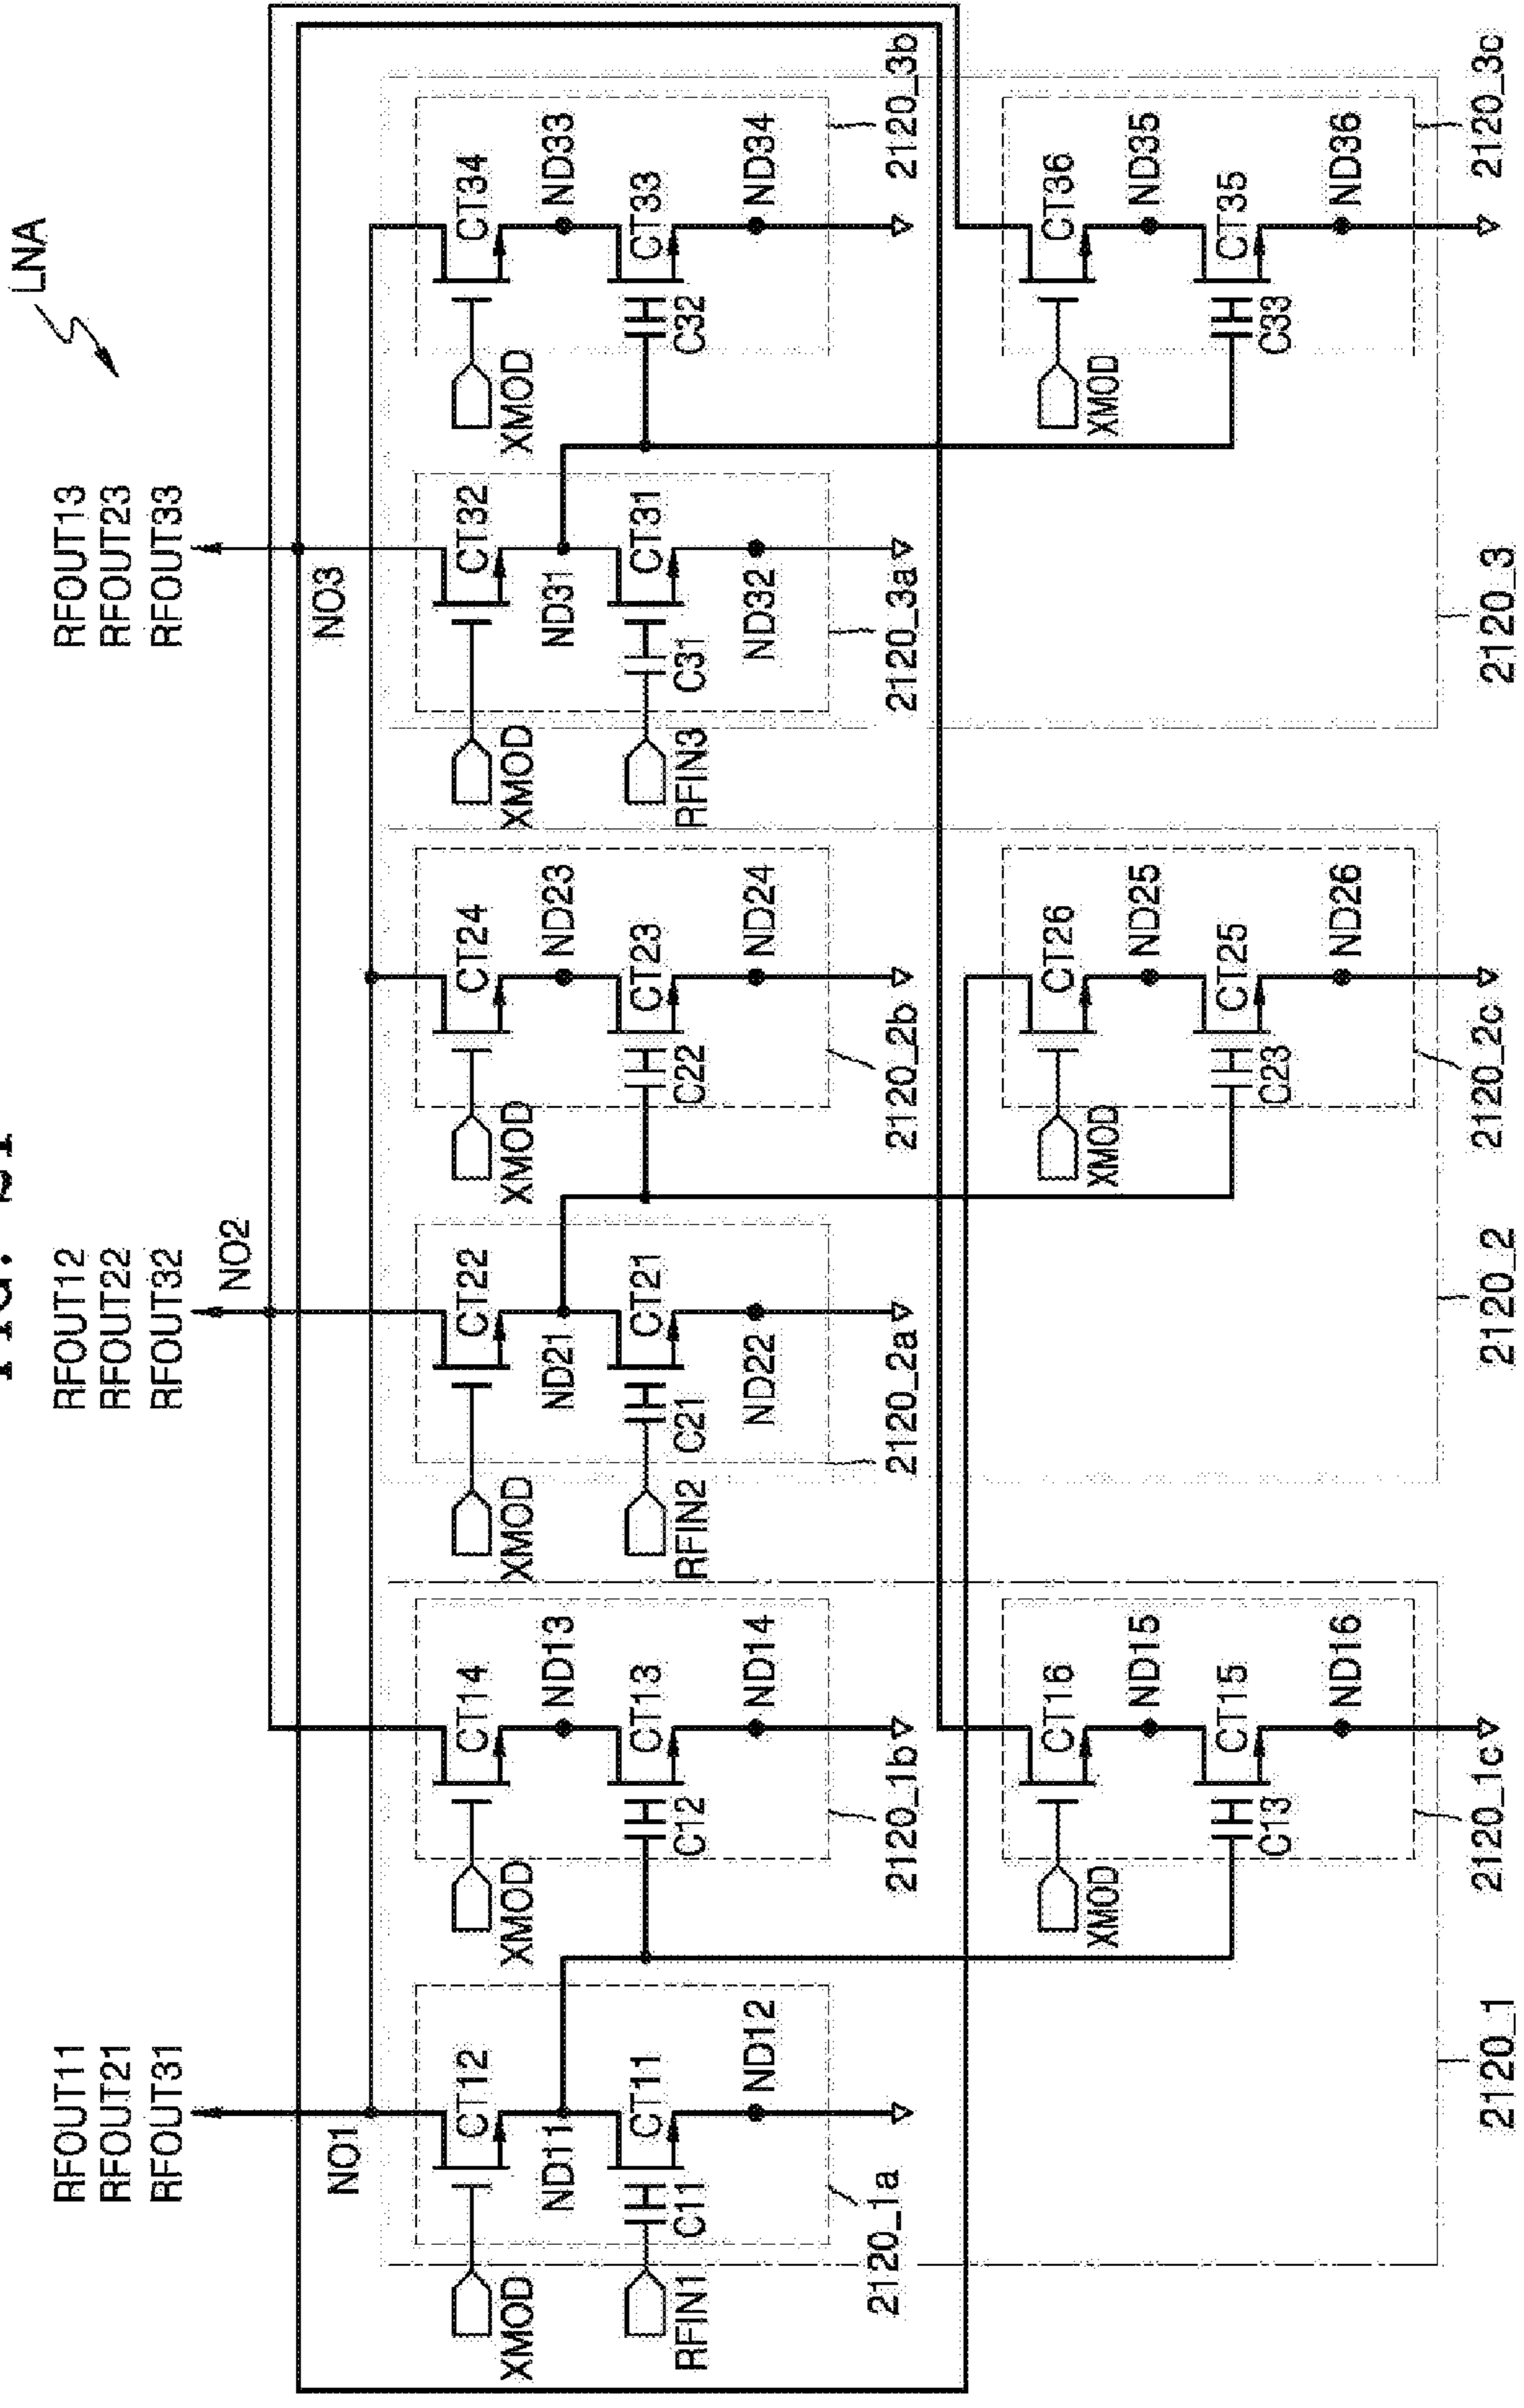 LNA
RFOUT11
RFOUT21
RFOUT31
RFOUT12
RFOUT22
RFOUT32
RFOUT13
RFOUT23
RFOUT33
NO1
NO2
NO3
XMOD
CT12
ND11
RFIN1
C11
CT11
ND12
2120_1a
XMOD
CT14
ND13
C12
CT13
ND14
2120_1b
XMOD
CT16
ND15
C13
CT15
ND16
2120_1c
2120_1
XMOD
CT22
ND21
RFIN2
C21
CT21
ND22
2120_2a
XMOD
CT24
ND23
C22
CT23
ND24
2120_2b
XMOD
CT26
ND25
C23
CT25
ND26
2120_2c
2120_2
XMOD
CT32
ND31
RFIN3
C31
CT31
ND32
2120_3a
XMOD
CT34
ND33
C32
CT33
ND34
2120_3b
XMOD
CT36
ND35
C33
CT35
ND36
2120_3c
2120_3